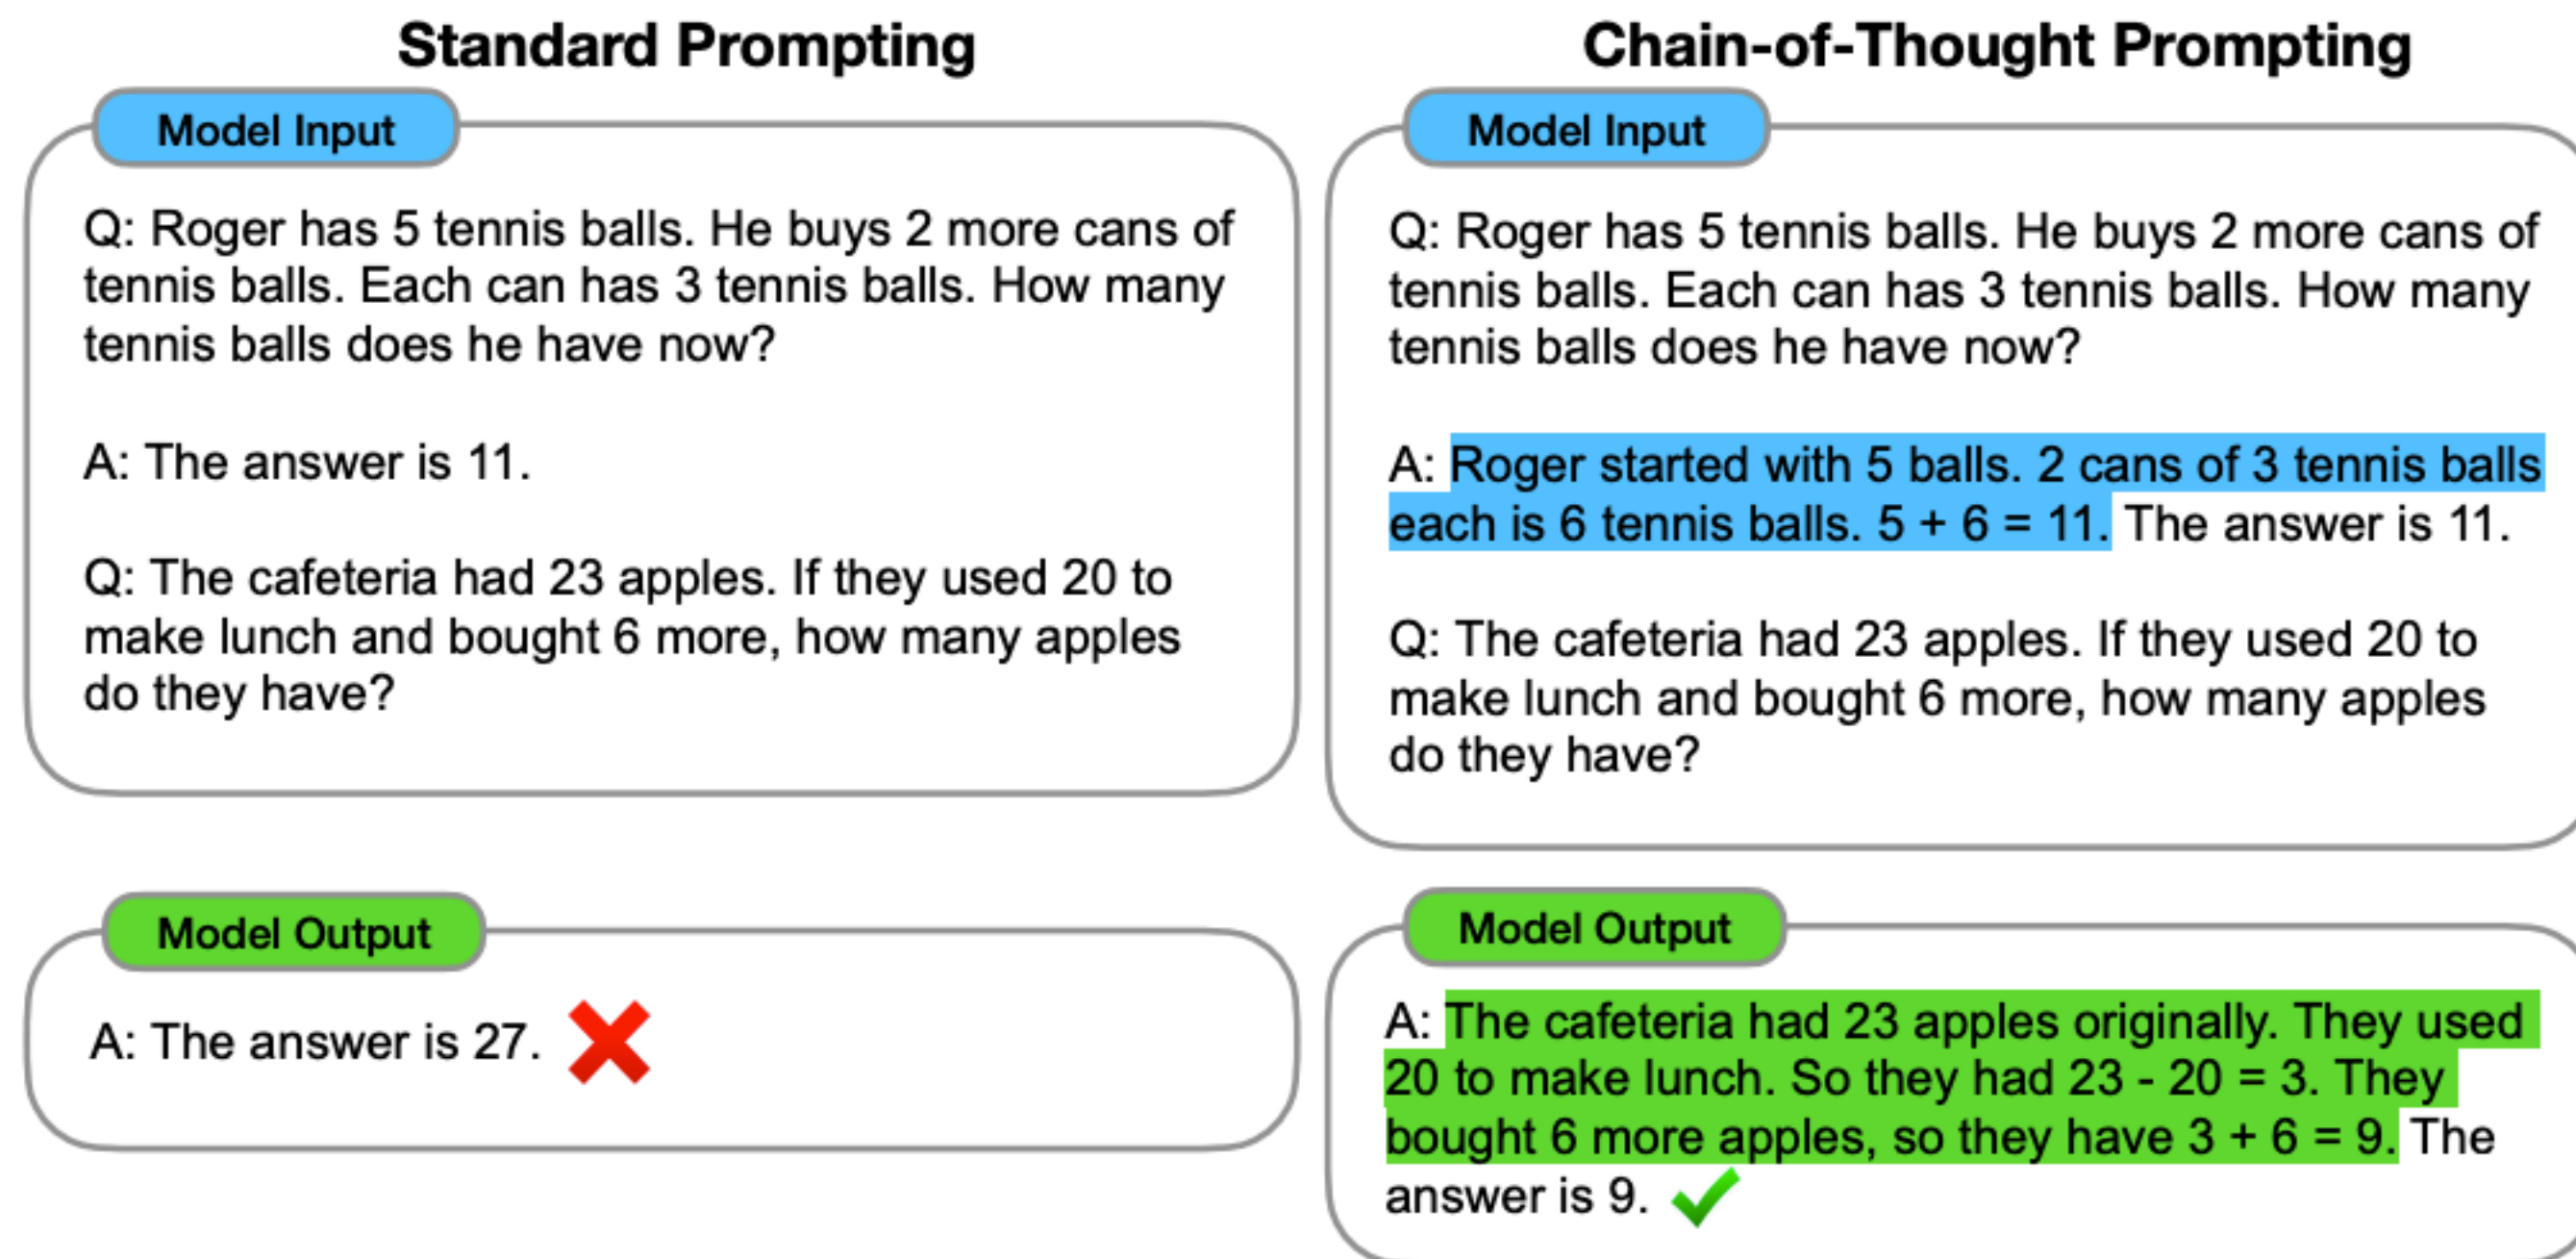 Standard Prompting
Model Input
Q: Roger has 5 tennis balls. He buys 2 more cans of
tennis balls. Each can has 3 tennis balls. How many
tennis balls does he have now?
A: The answer is 11.
Q: The cafeteria had 23 apples. If they used 20 to
make lunch and bought 6 more, how many apples
do they have?
Model Output
A: The answer is 27.
Chain-of-Thought Prompting
Model Input
Q: Roger has 5 tennis balls. He buys 2 more cans of
tennis balls. Each can has 3 tennis balls. How many
tennis balls does he have now?
A: Roger started with 5 balls. 2 cans of 3 tennis balls
each is 6 tennis balls. 5 + 6 = 11. The answer is 11.
Q: The cafeteria had 23 apples. If they used 20 to
make lunch and bought 6 more, how many apples
do they have?
Model Output
A: The cafeteria had 23 apples originally. They used
20 to make lunch. So they had 23 - 20 = 3. They
bought 6 more apples, so they have 3 + 6 = 9. The
answer is 9.